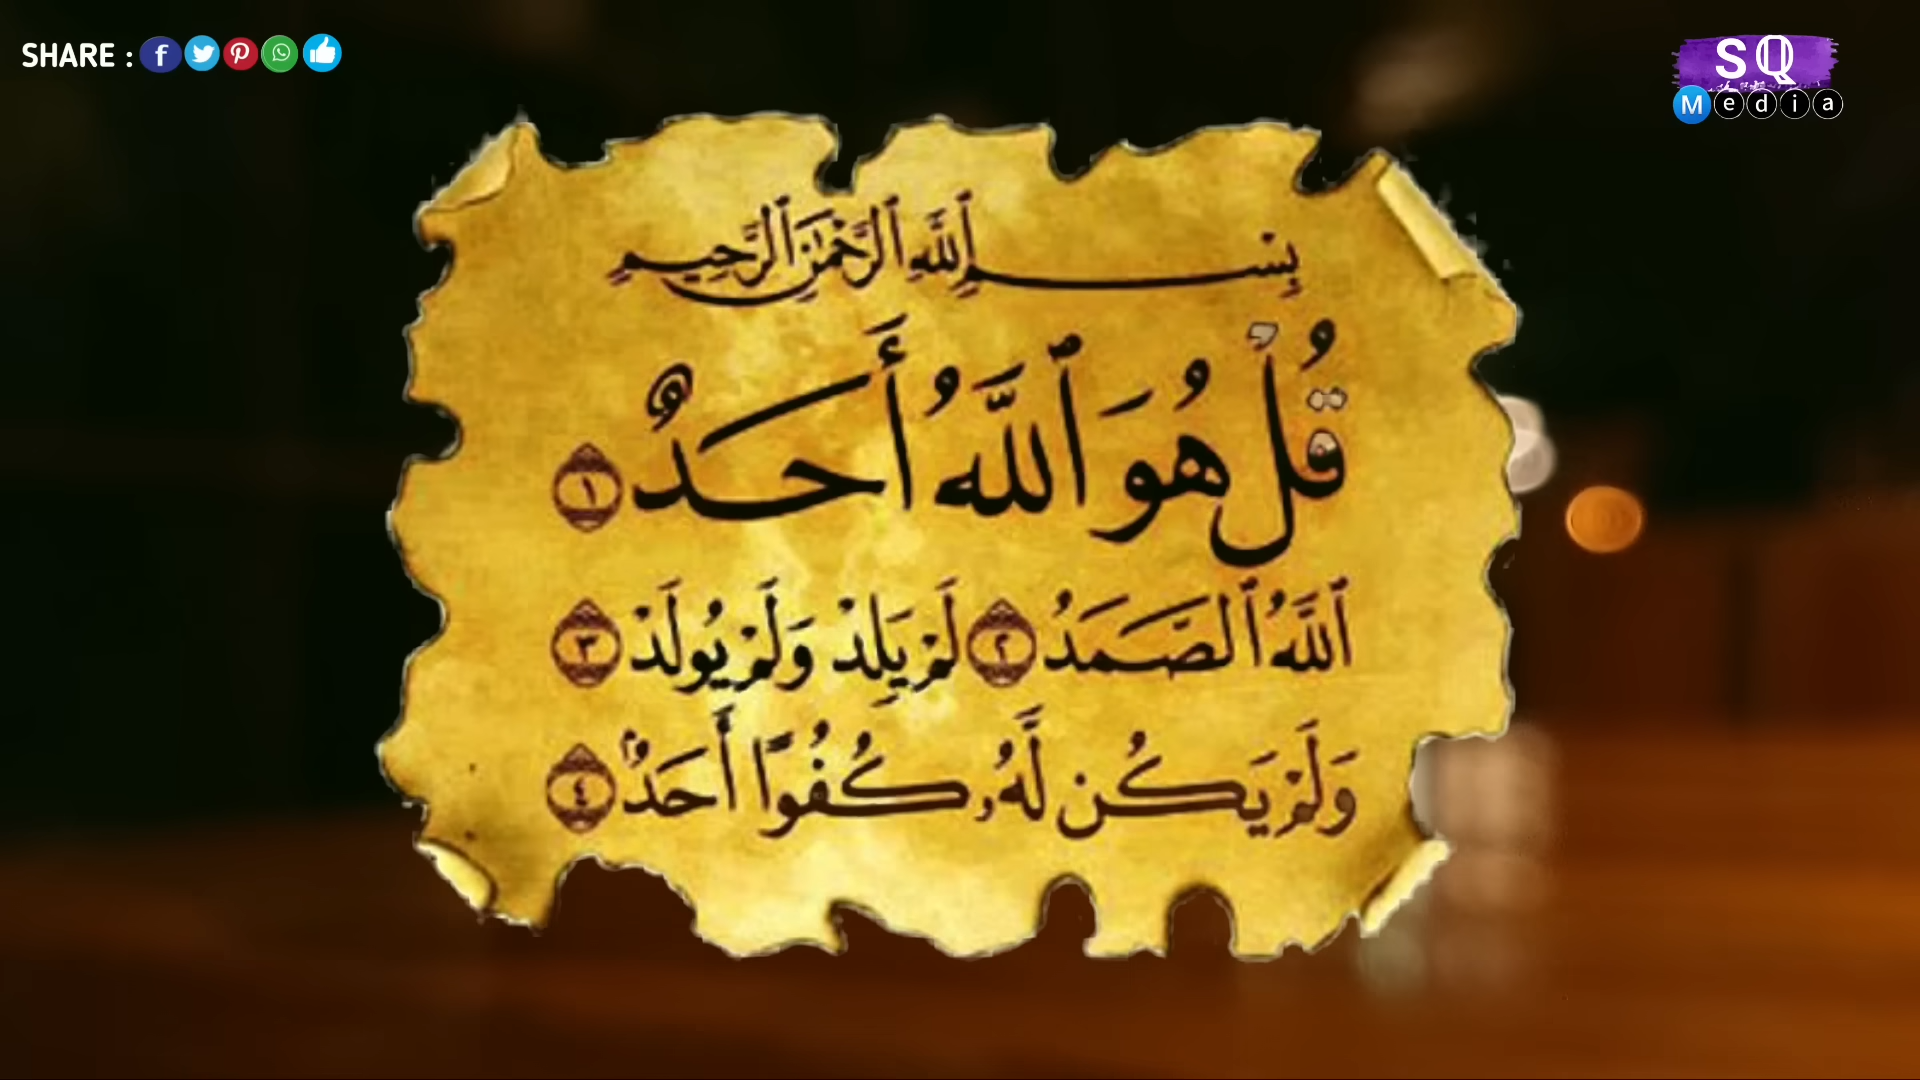 SHARE :
SQ
Media
بِسْمِ ٱللَّهِ ٱلرَّحْمَٰنِ ٱلرَّحِيمِ
قُلْ هُوَ ٱللَّهُ أَحَدٌ ١
ٱللَّهُ ٱلصَّمَدُ ٢ لَمْ يَلِدْ وَلَمْ يُولَدْ ٣
وَلَمْ يَكُن لَّهُۥ كُفُوًا أَحَدٌۢ ٤